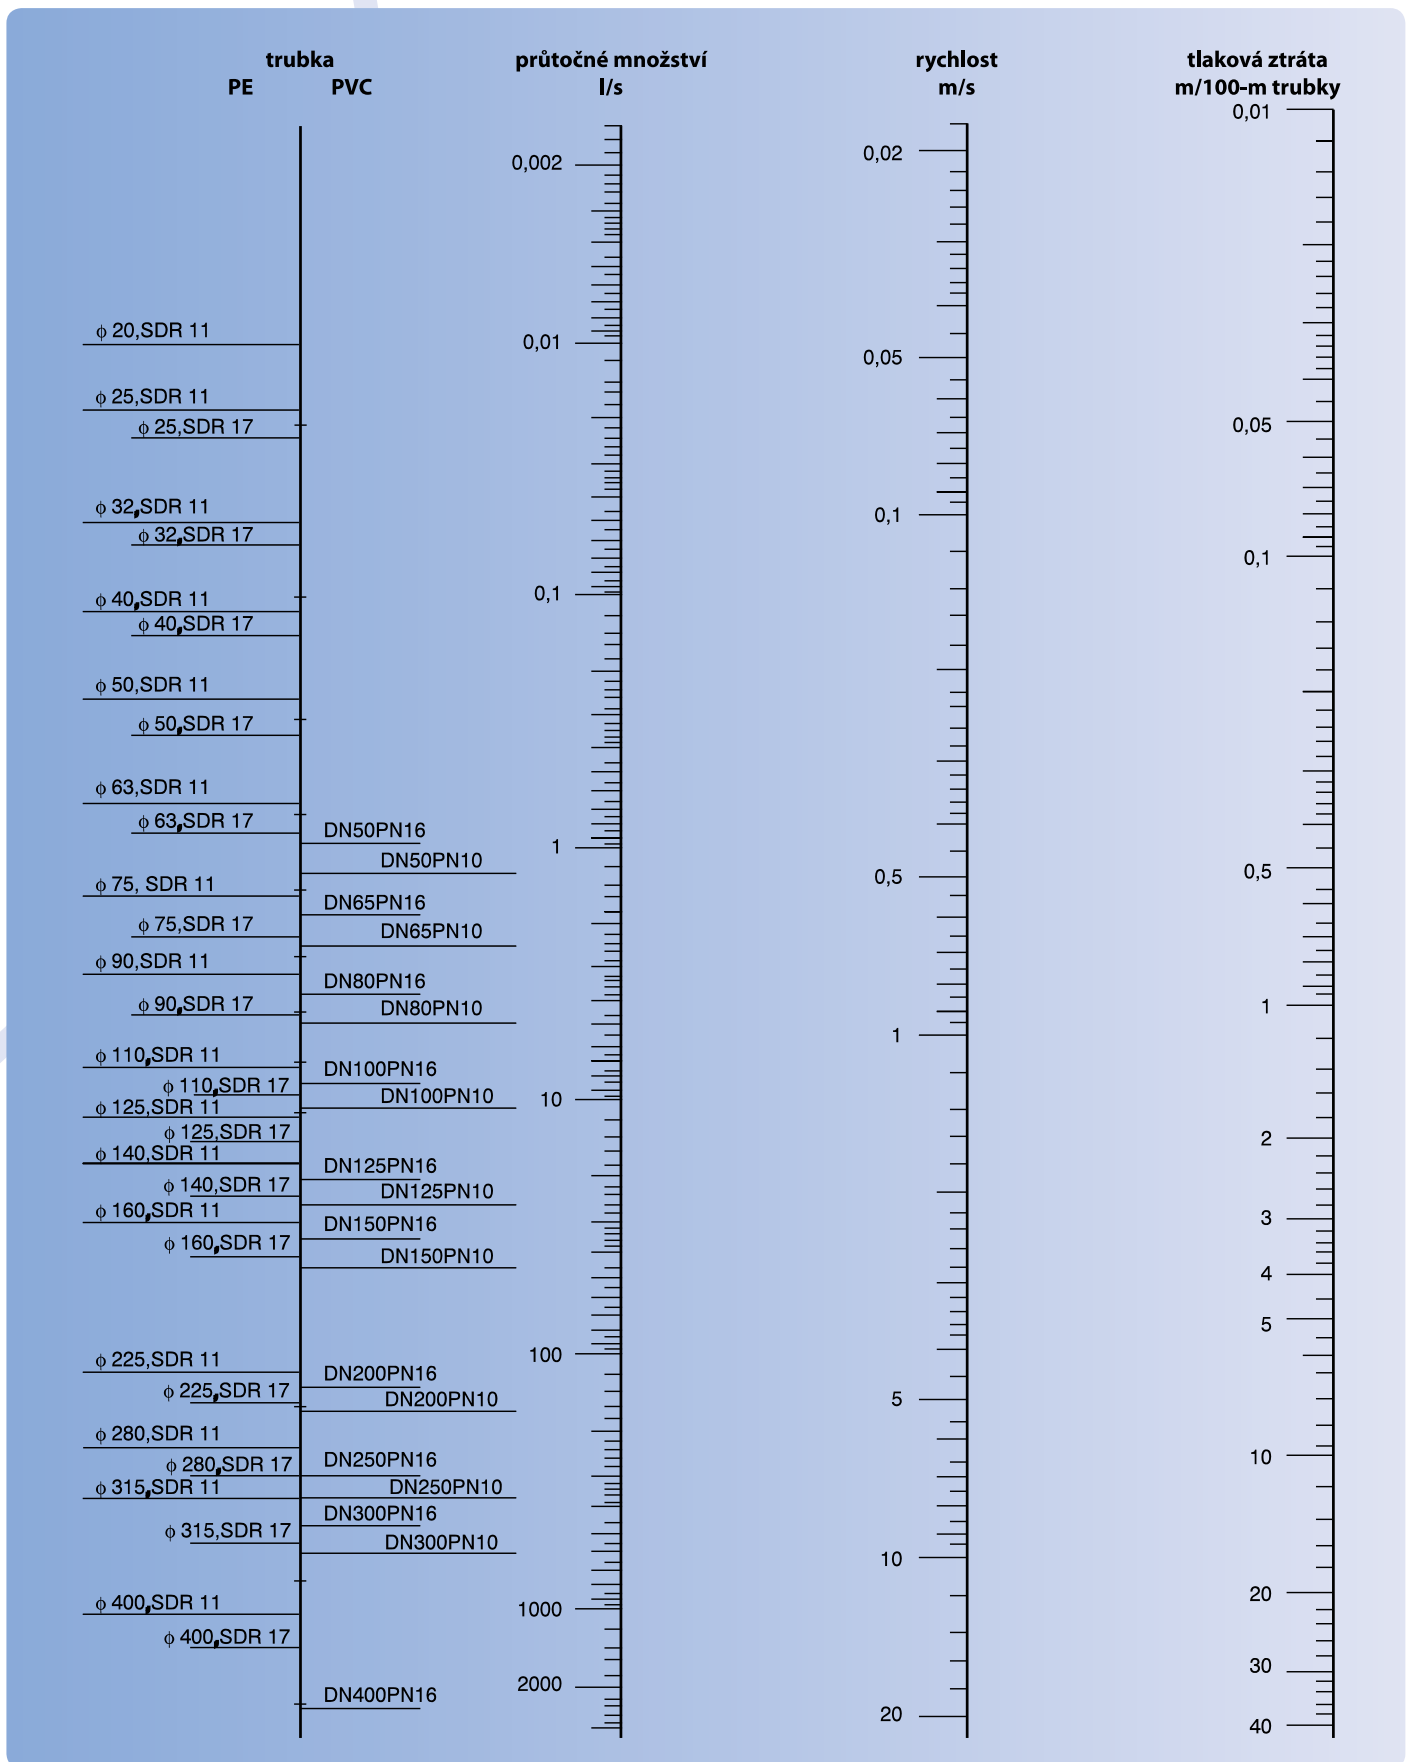 trubka
PE PVC
průtočné množství
l/s
rychlost
m/s
tlaková ztráta
m/100-m trubky
ϕ 20,SDR 11
ϕ 25,SDR 11
ϕ 25,SDR 17
ϕ 32,SDR 11
ϕ 32,SDR 17
ϕ 40,SDR 11
ϕ 40,SDR 17
ϕ 50,SDR 11
ϕ 50,SDR 17
ϕ 63,SDR 11
ϕ 63,SDR 17
ϕ 75, SDR 11
ϕ 75,SDR 17
ϕ 90,SDR 11
ϕ 90,SDR 17
ϕ 110,SDR 11
ϕ 110,SDR 17
ϕ 125,SDR 11
ϕ 125,SDR 17
ϕ 140,SDR 11
ϕ 140,SDR 17
ϕ 160,SDR 11
ϕ 160,SDR 17
ϕ 225,SDR 11
ϕ 225,SDR 17
ϕ 280,SDR 11
ϕ 280,SDR 17
ϕ 315,SDR 11
ϕ 315,SDR 17
ϕ 400,SDR 11
ϕ 400,SDR 17
DN50PN16
DN50PN10
DN65PN16
DN65PN10
DN80PN16
DN80PN10
DN100PN16
DN100PN10
DN125PN16
DN125PN10
DN150PN16
DN150PN10
DN200PN16
DN200PN10
DN250PN16
DN250PN10
DN300PN16
DN300PN10
DN400PN16
0,002
0,01
0,1
1
10
100
1000
2000
0,02
0,05
0,1
0,5
1
5
10
20
0,01
0,05
0,1
0,5
1
2
3
4
5
10
20
30
40